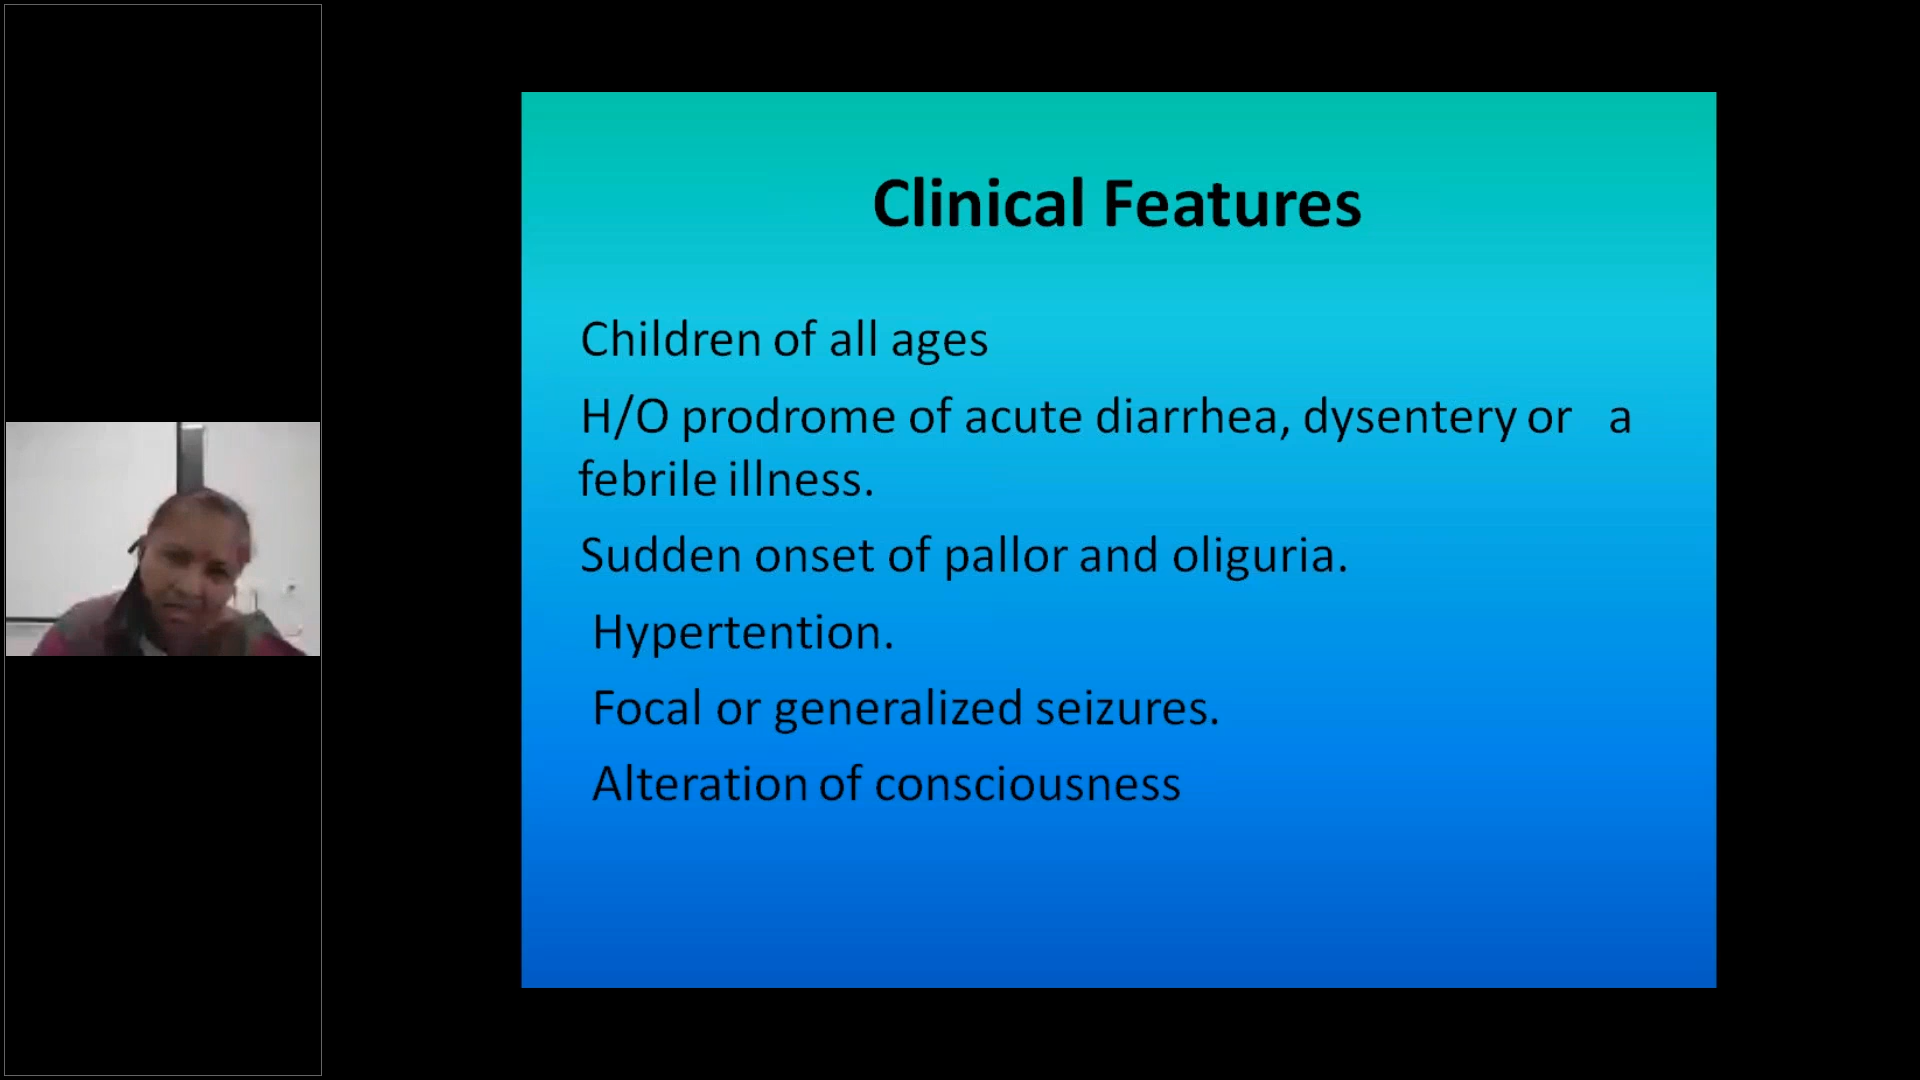 Clinical Features
Children of all ages
H/O prodrome of acute diarrhea, dysentery or a
febrile illness.
Sudden onset of pallor and oliguria.
Hypertention.
Focal or generalized seizures.
Alteration of consciousness